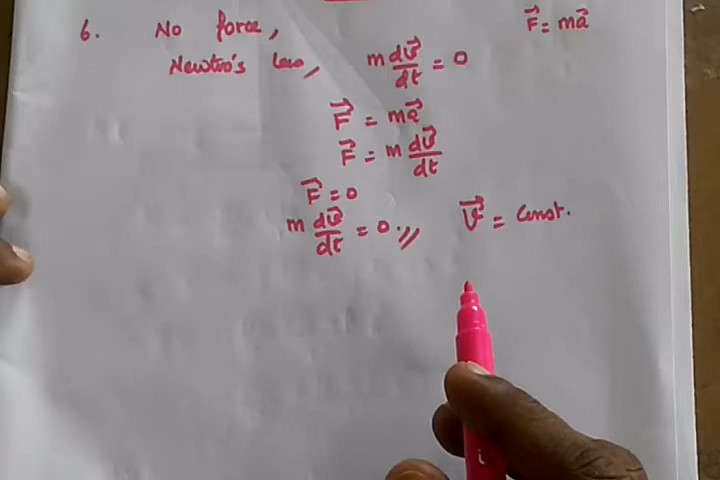 6. No force, F⃗ = ma⃗
Newton's law, m dv⃗/dt = 0
F⃗ = ma⃗
F⃗ = m dv⃗/dt
F⃗ = 0
m dv⃗/dt = 0 // v⃗ = Const.